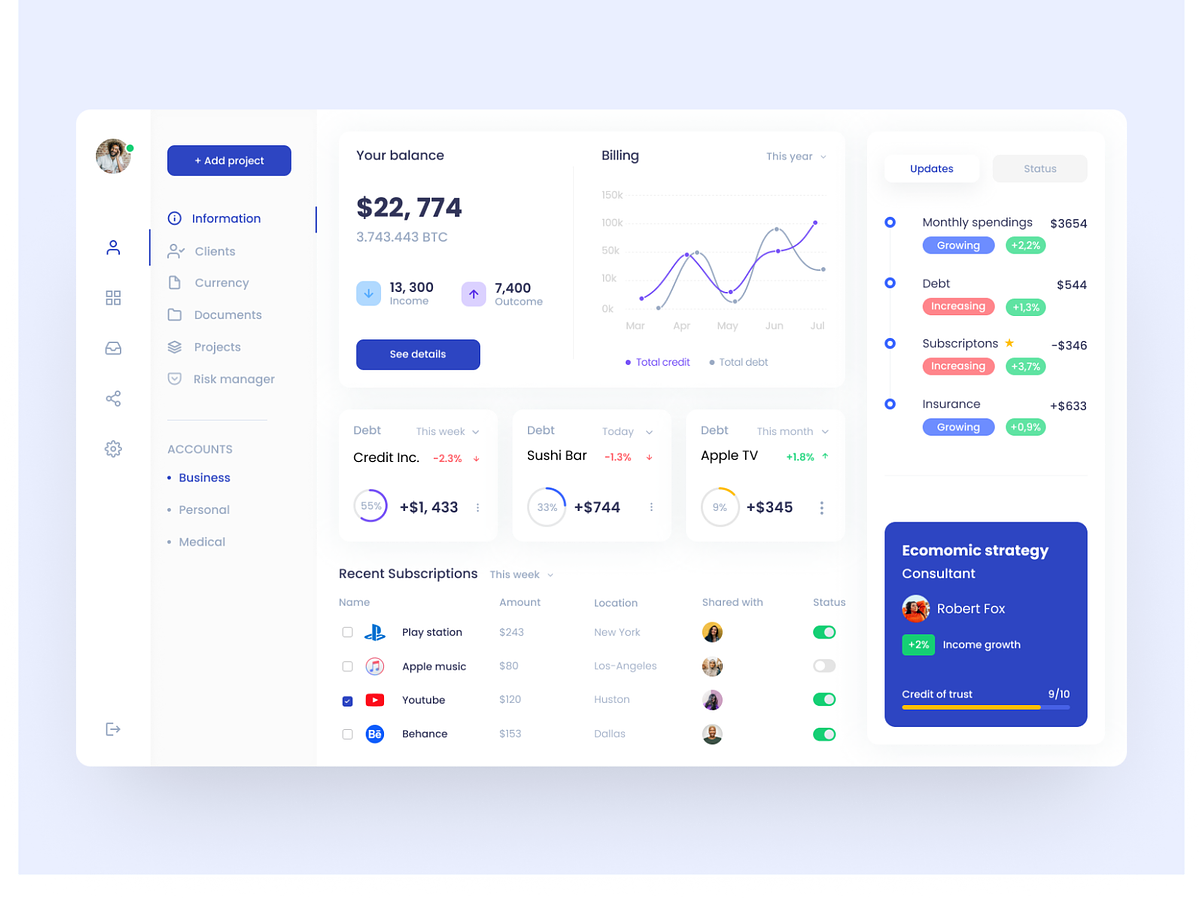 + Add project
Information
Clients
Currency
Documents
Projects
Risk manager
ACCOUNTS
• Business
• Personal
• Medical
Your balance
$22, 774
3.743.443 BTC
13, 300
Income
7,400
Outcome
See details
Billing
This year
150k
100k
50k
10k
0k
Mar Apr May Jun Jul
Total credit Total debt
Debt This week
Credit Inc. -2.3%
55% +$1, 433
Debt Today
Sushi Bar -1.3%
33% +$744
Debt This month
Apple TV +1.8%
9% +$345
Recent Subscriptions This week
Name Amount Location Shared with Status
Play station $243 New York
Apple music $80 Los-Angeles
Youtube $120 Huston
Bē Behance $153 Dallas
Updates Status
Monthly spendings $3654
Growing +2,2%
Debt $544
Increasing +1,3%
Subscriptons -$346
Increasing +3,7%
Insurance +$633
Growing +0,9%
Ecomomic strategy
Consultant
Robert Fox
+2% Income growth
Credit of trust 9/10